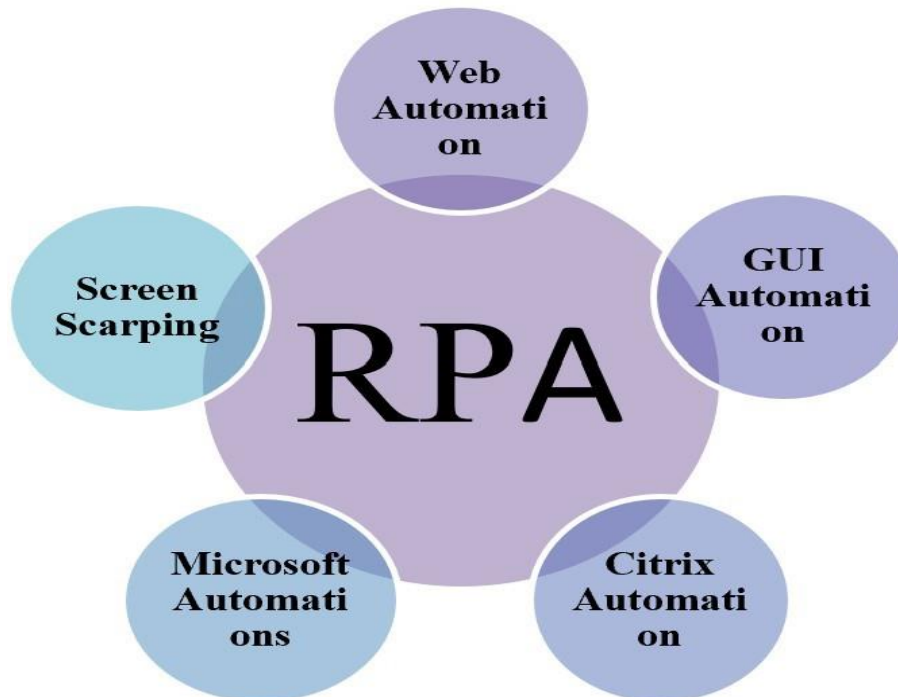 Web
Automati
on
GUI
Automati
on
Screen
Scarping
RPA
Microsoft
Automati
ons
Citrix
Automati
on